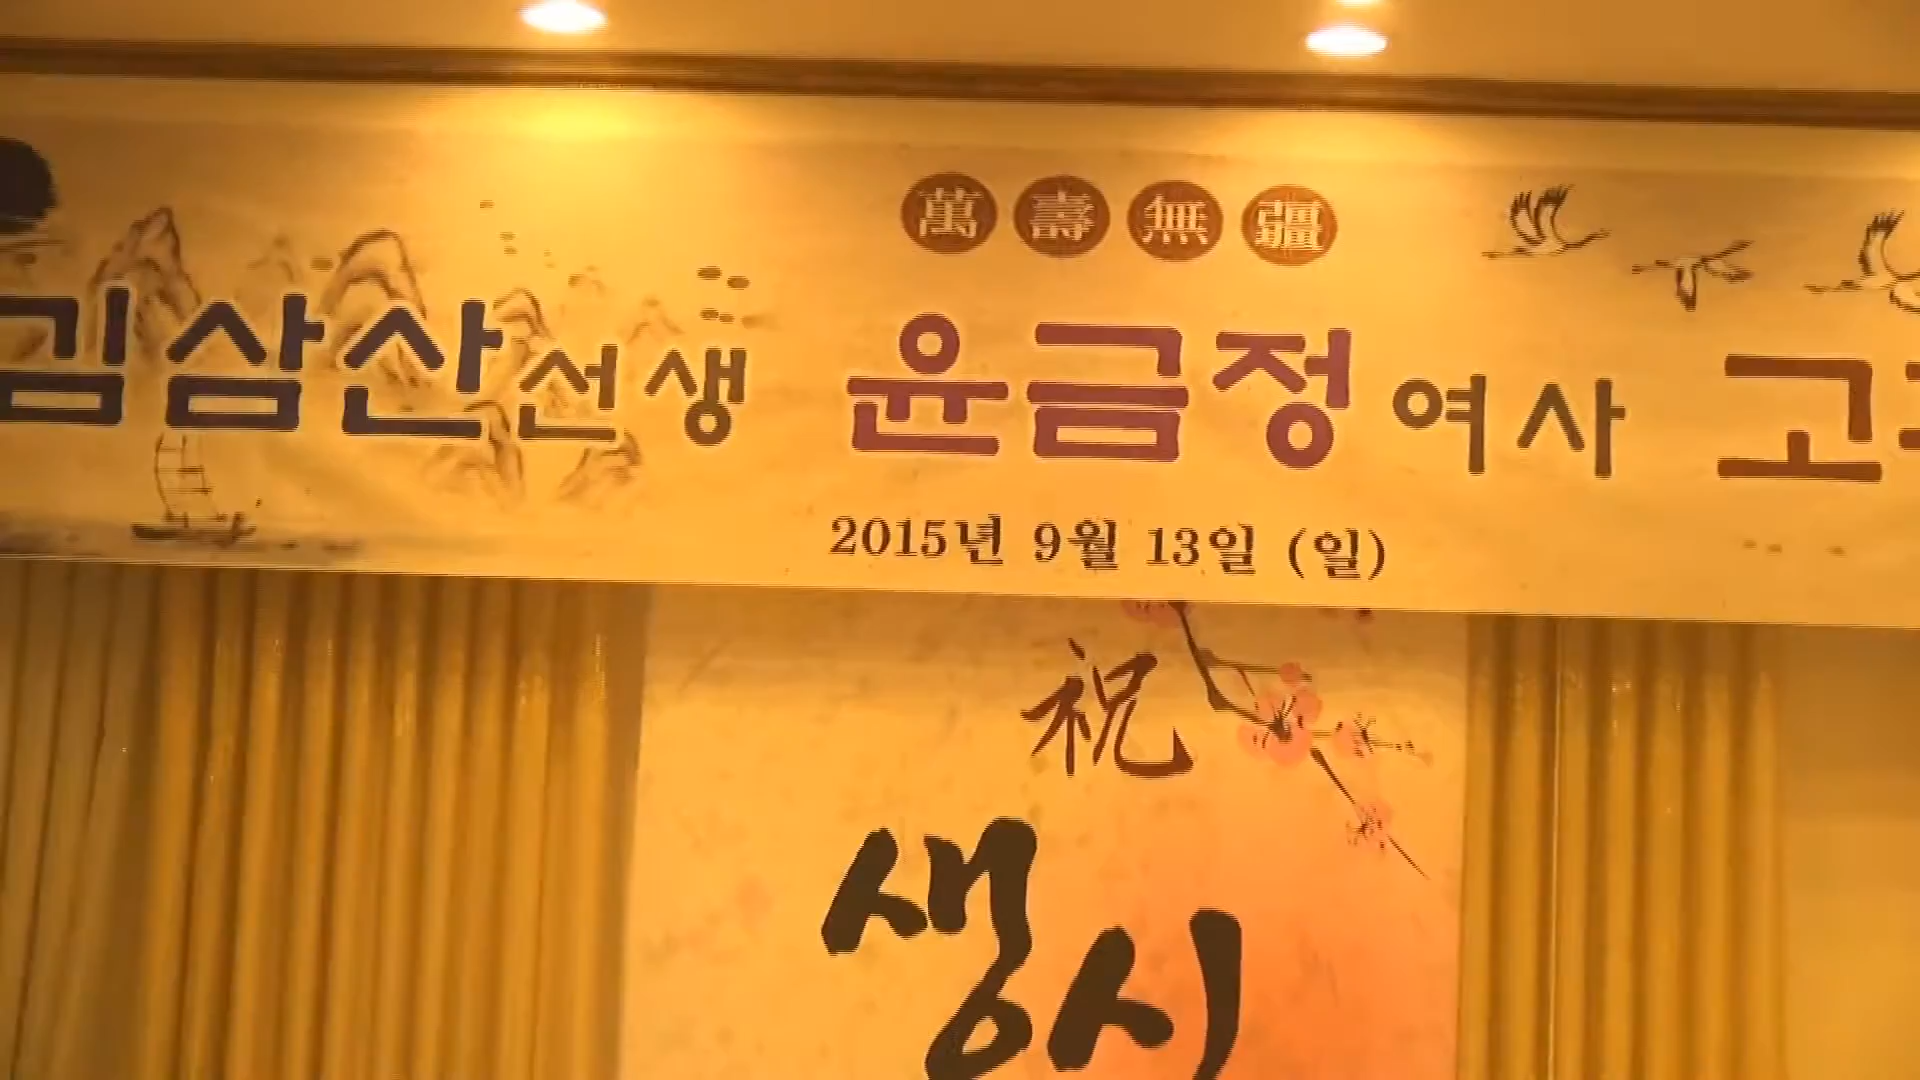 萬壽無疆
김삼산선생 윤금정여사 고
2015년 9월 13일 (일)
祝
생시